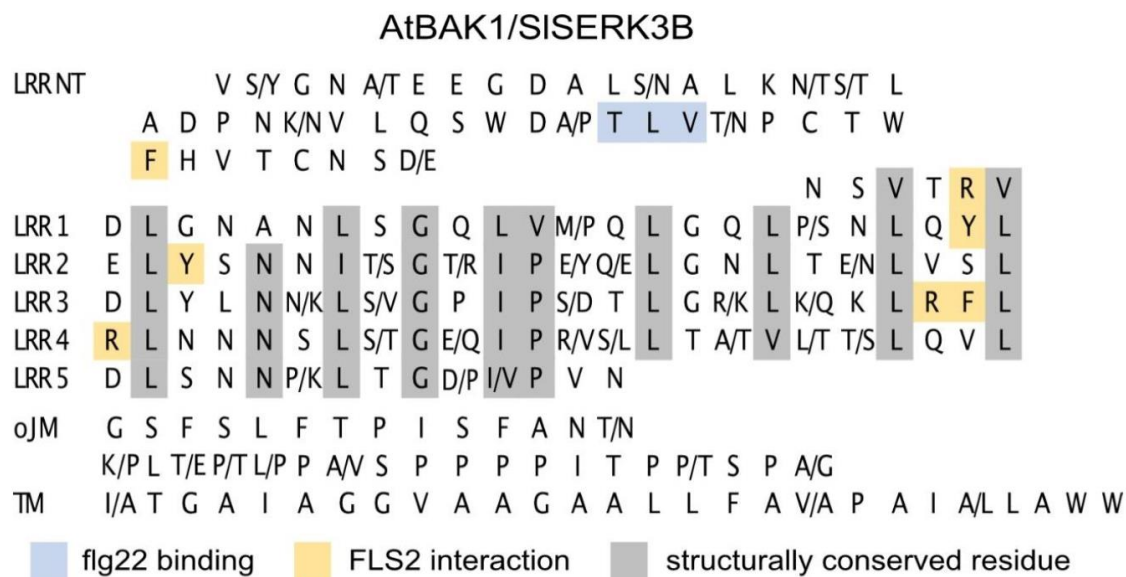 AtBAK1/SlSERK3B
LRR NT V S/Y G N A/T E E G D A L S/N A L K N/T S/T L
A D P N K/N V L Q S W D A/P T L V T/N P C T W
F H V T C N S D/E
N S V T R V
LRR 1 D L G N A N L S G Q L V M/P Q L G Q L P/S N L Q Y L
LRR 2 E L Y S N N I T/S G T/R I P E/Y Q/E L G N L T E/N L V S L
LRR 3 D L Y L N N/K L S/V G P I P S/D T L G R/K L K/Q K L R F L
LRR 4 R L N N N S L S/T G E/Q I P R/V S/L L T A/T V L/T T/S L Q V L
LRR 5 D L S N N P/K L T G D/P I/V P V N
oJM G S F S L F T P I S F A N T/N
K/P L T/E P/T L/P P A/V S P P P P I T P P/T S P A/G
TM I/A T G A I A G G V A A G A A L L F A V/A P A I A/L L A W W
flg22 binding FLS2 interaction structurally conserved residue